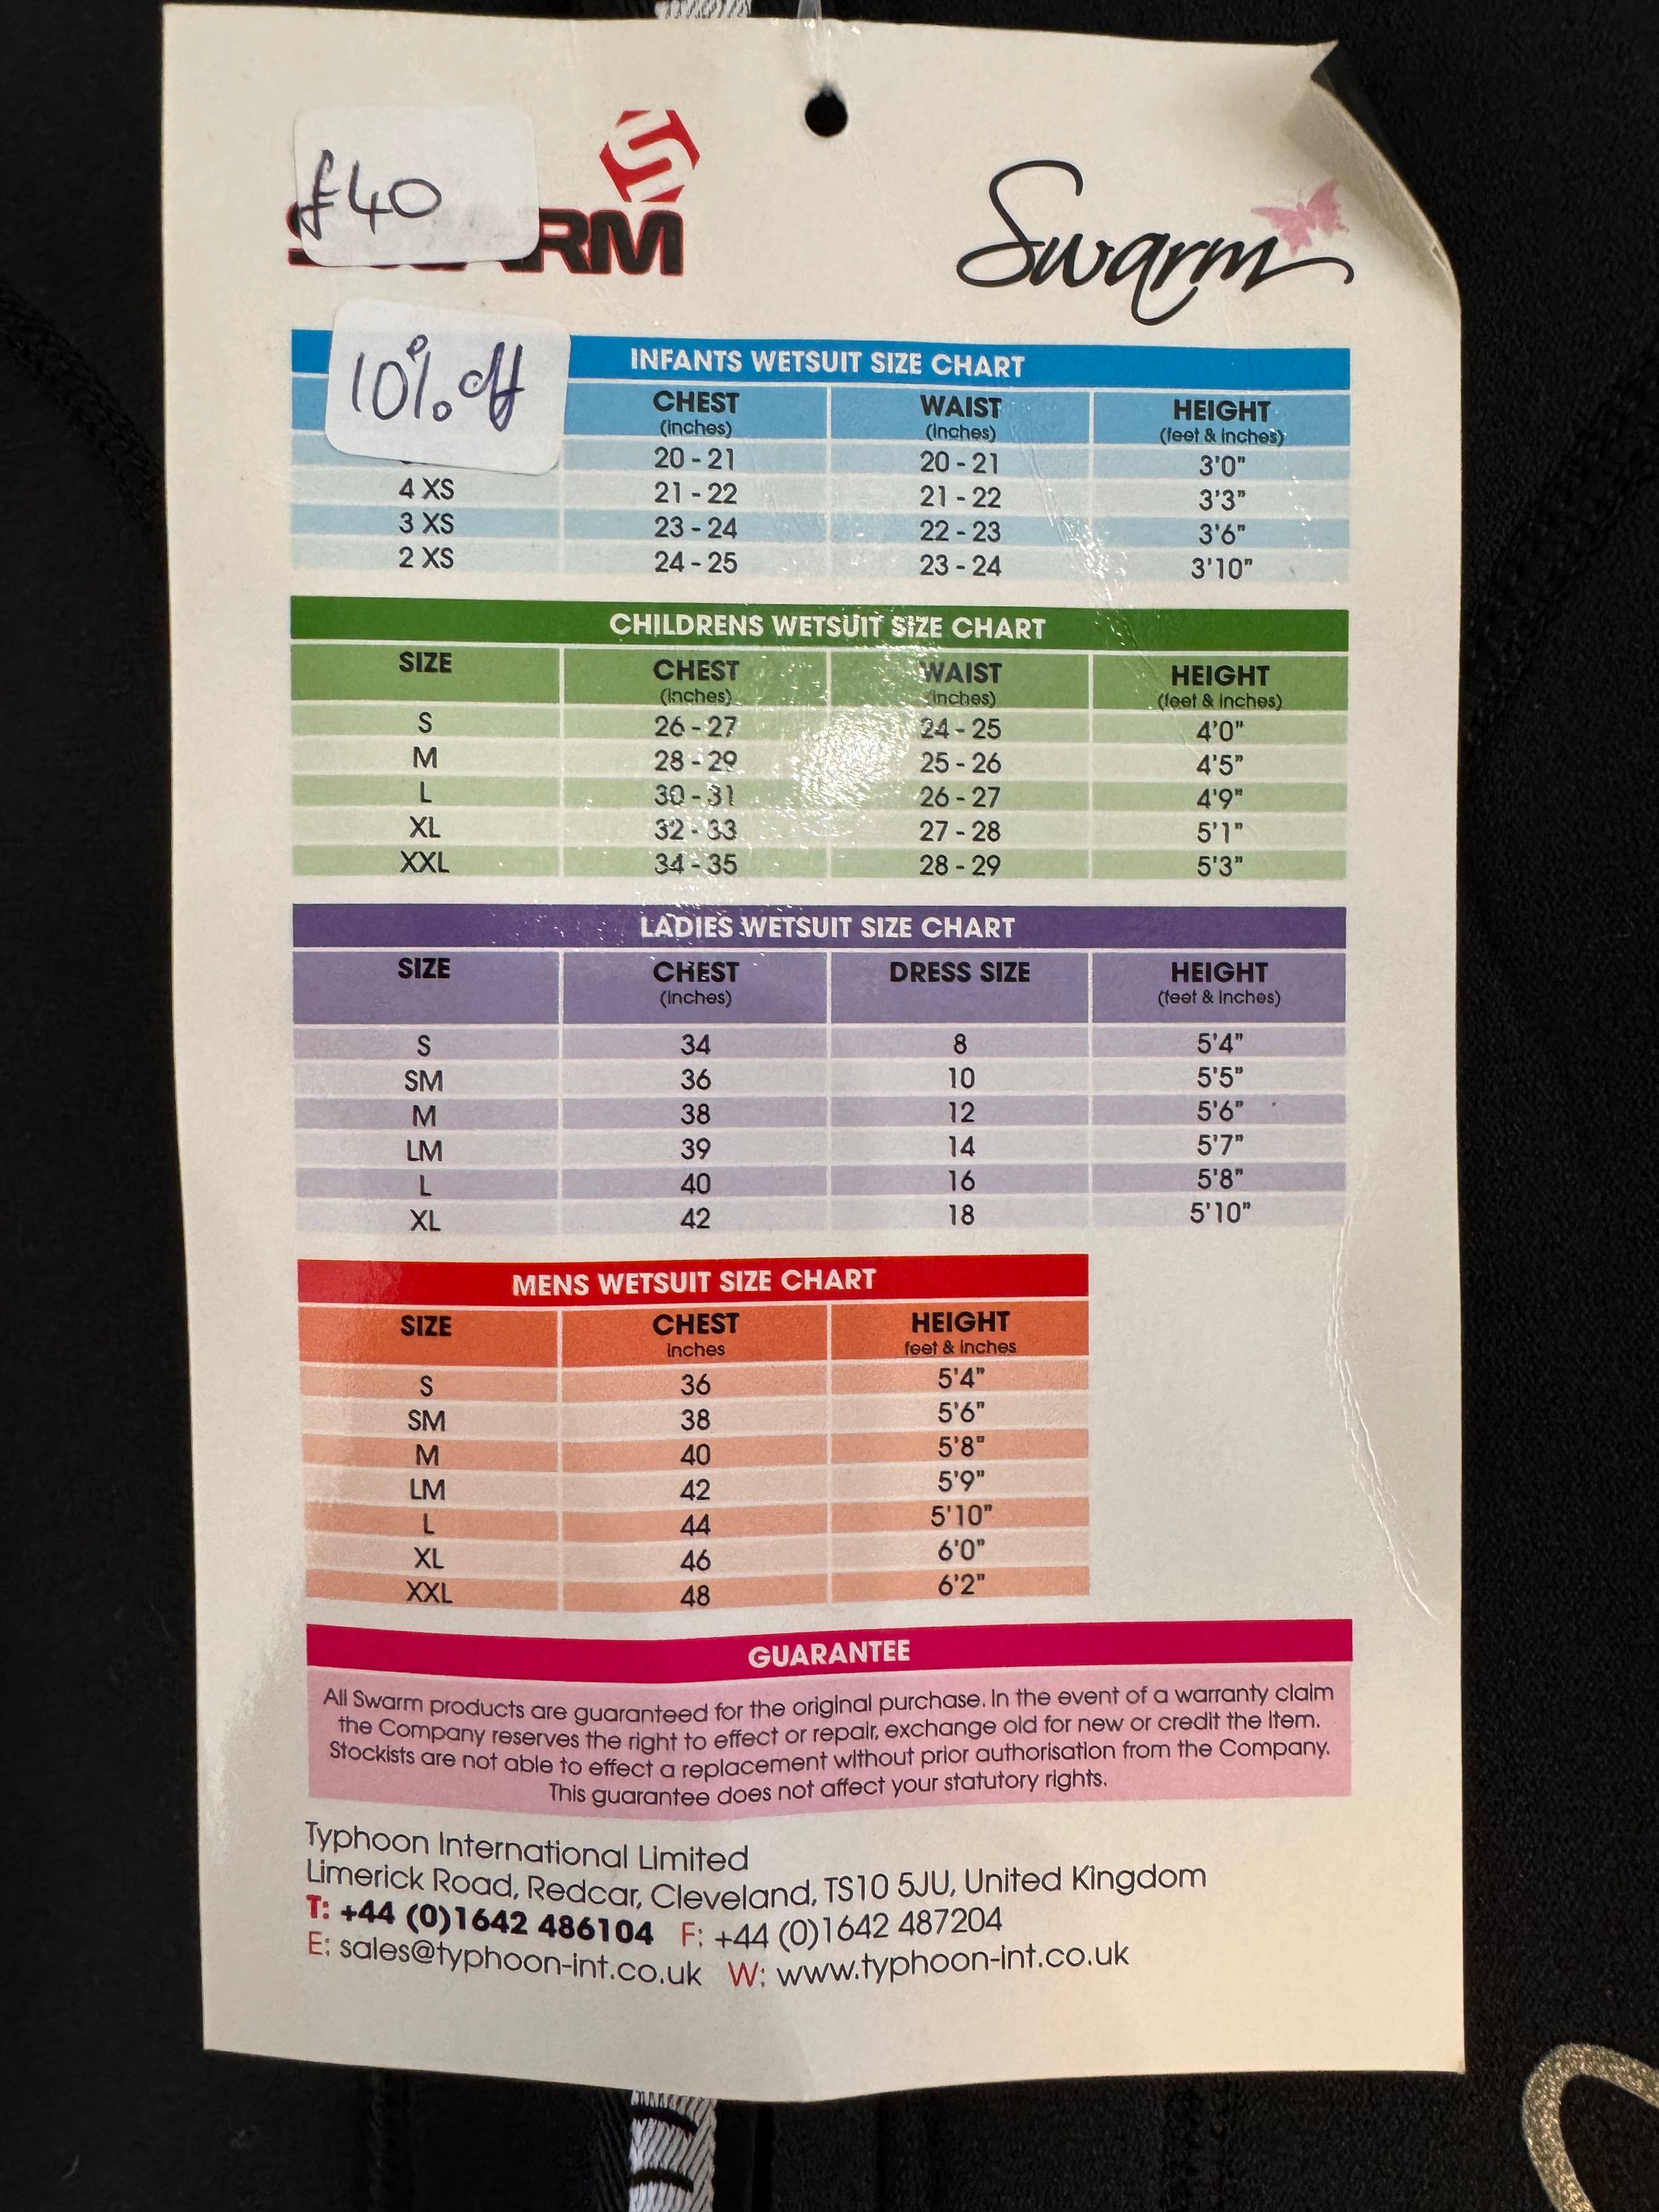 £40
RM
Swarm
10% off
INFANTS WETSUIT SIZE CHART
CHEST WAIST HEIGHT
(inches) (inches) (feet & inches)
20 - 21 20 - 21 3'0"
4 XS 21 - 22 21 - 22 3'3"
3 XS 23 - 24 22 - 23 3'6"
2 XS 24 - 25 23 - 24 3'10"
CHILDRENS WETSUIT SIZE CHART
SIZE CHEST WAIST HEIGHT
(inches) (inches) (feet & inches)
S 26 - 27 24 - 25 4'0"
M 28 - 29 25 - 26 4'5"
L 30 - 31 26 - 27 4'9"
XL 32 - 33 27 - 28 5'1"
XXL 34 - 35 28 - 29 5'3"
LADIES WETSUIT SIZE CHART
SIZE CHEST DRESS SIZE HEIGHT
(inches) (feet & inches)
S 34 8 5'4"
SM 36 10 5'5"
M 38 12 5'6"
LM 39 14 5'7"
L 40 16 5'8"
XL 42 18 5'10"
MENS WETSUIT SIZE CHART
SIZE CHEST HEIGHT
inches feet & inches
S 36 5'4"
SM 38 5'6"
M 40 5'8"
LM 42 5'9"
L 44 5'10"
XL 46 6'0"
XXL 48 6'2"
GUARANTEE
All Swarm products are guaranteed for the original purchase. In the event of a warranty claim
the Company reserves the right to effect or repair, exchange old for new or credit the item.
Stockists are not able to effect a replacement without prior authorisation from the Company.
This guarantee does not affect your statutory rights.
Typhoon International Limited
Limerick Road, Redcar, Cleveland, TS10 5JU, United Kingdom
T: +44 (0)1642 486104 F: +44 (0)1642 487204
E: sales@typhoon-int.co.uk W: www.typhoon-int.co.uk